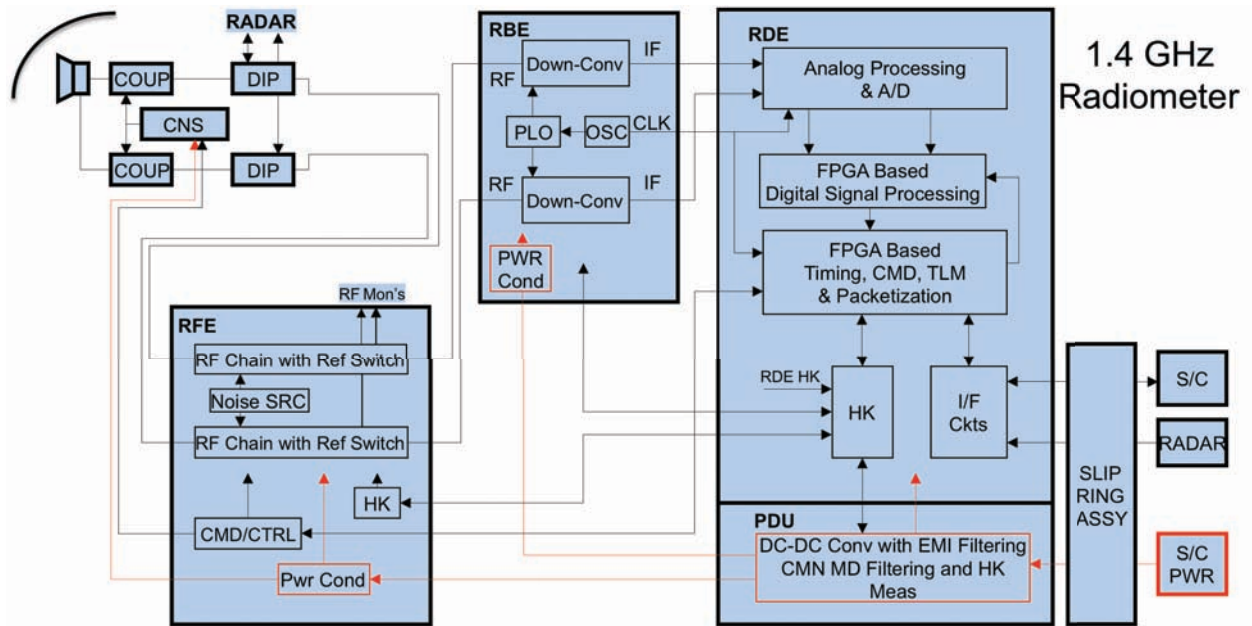 RADAR
COUP
DIP
CNS
COUP
DIP
RBE
Down-Conv
IF
RF
PLO
OSC
CLK
RF
IF
Down-Conv
PWR
Cond
RDE
Analog Processing
& A/D
FPGA Based
Digital Signal Processing
FPGA Based
Timing, CMD, TLM
& Packetization
RDE HK
HK
I/F
Ckts
1.4 GHz
Radiometer
RF Mon's
RFE
RF Chain with Ref Switch
Noise SRC
RF Chain with Ref Switch
HK
CMD/CTRL
Pwr Cond
PDU
DC-DC Conv with EMI Filtering
CMN MD Filtering and HK
Meas
SLIP
RING
ASSY
S/C
RADAR
S/C
PWR